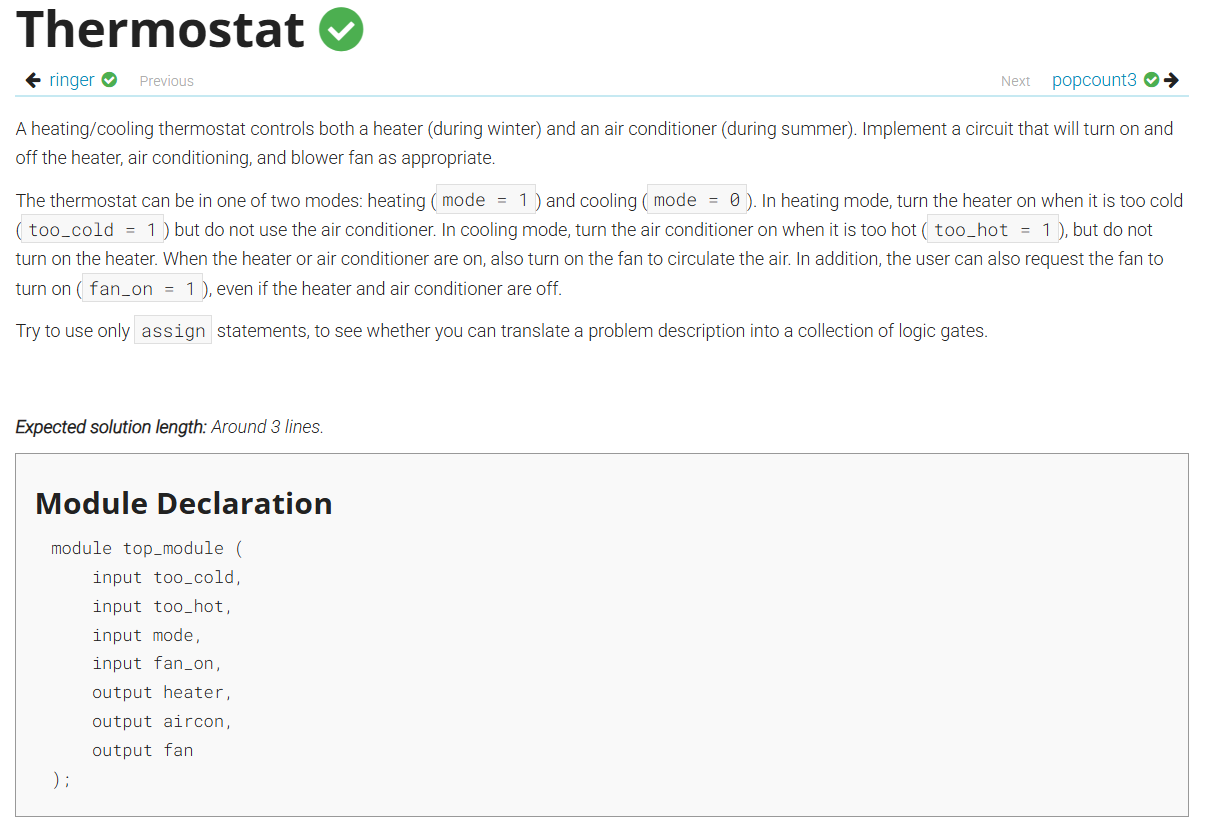 Thermostat
ringer Previous Next popcount3
A heating/cooling thermostat controls both a heater (during winter) and an air conditioner (during summer). Implement a circuit that will turn on and
off the heater, air conditioning, and blower fan as appropriate.
The thermostat can be in one of two modes: heating ( mode = 1 ) and cooling ( mode = 0 ). In heating mode, turn the heater on when it is too cold
( too_cold = 1 ) but do not use the air conditioner. In cooling mode, turn the air conditioner on when it is too hot ( too_hot = 1 ), but do not
turn on the heater. When the heater or air conditioner are on, also turn on the fan to circulate the air. In addition, the user can also request the fan to
turn on ( fan_on = 1 ), even if the heater and air conditioner are off.
Try to use only assign statements, to see whether you can translate a problem description into a collection of logic gates.
Expected solution length: Around 3 lines.
Module Declaration
module top_module (
    input too_cold,
    input too_hot,
    input mode,
    input fan_on,
    output heater,
    output aircon,
    output fan
);